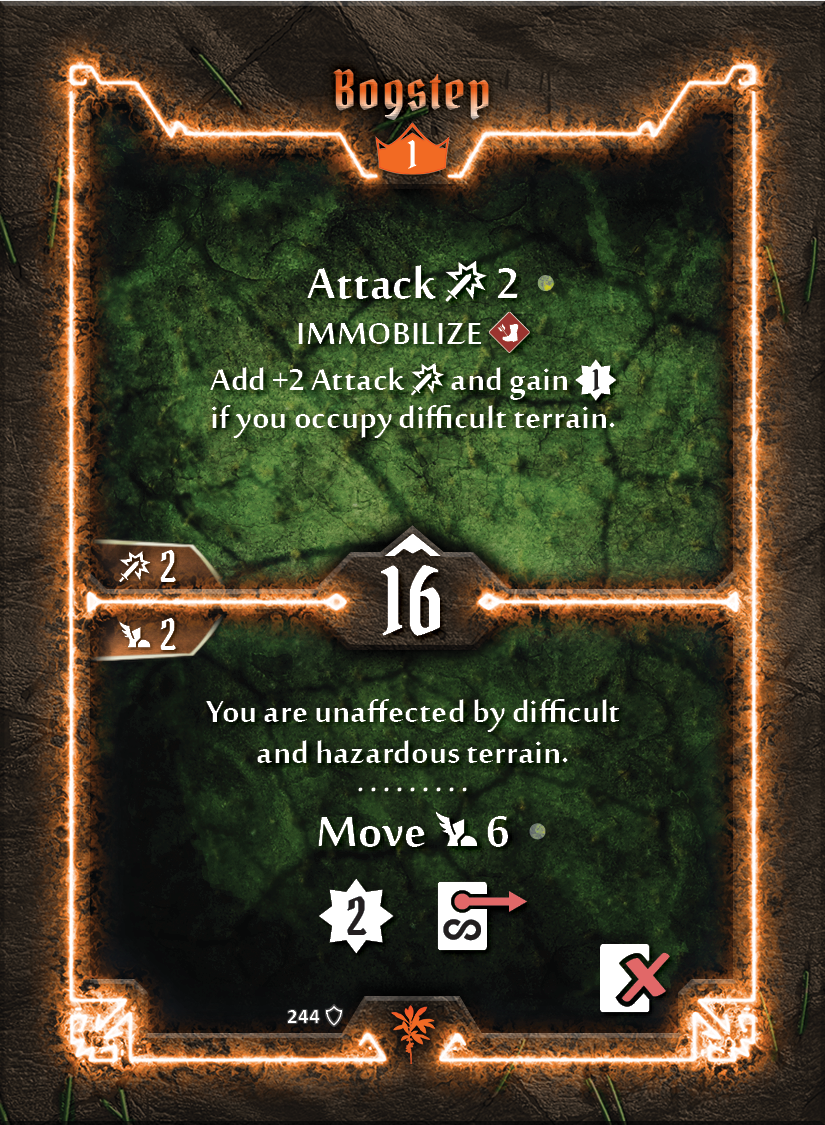 Bogstep
1
Attack 2
IMMOBILIZE
Add +2 Attack and gain 1
if you occupy difficult terrain.
2
16
2
You are unaffected by difficult
and hazardous terrain.
.........
Move 6
2
244